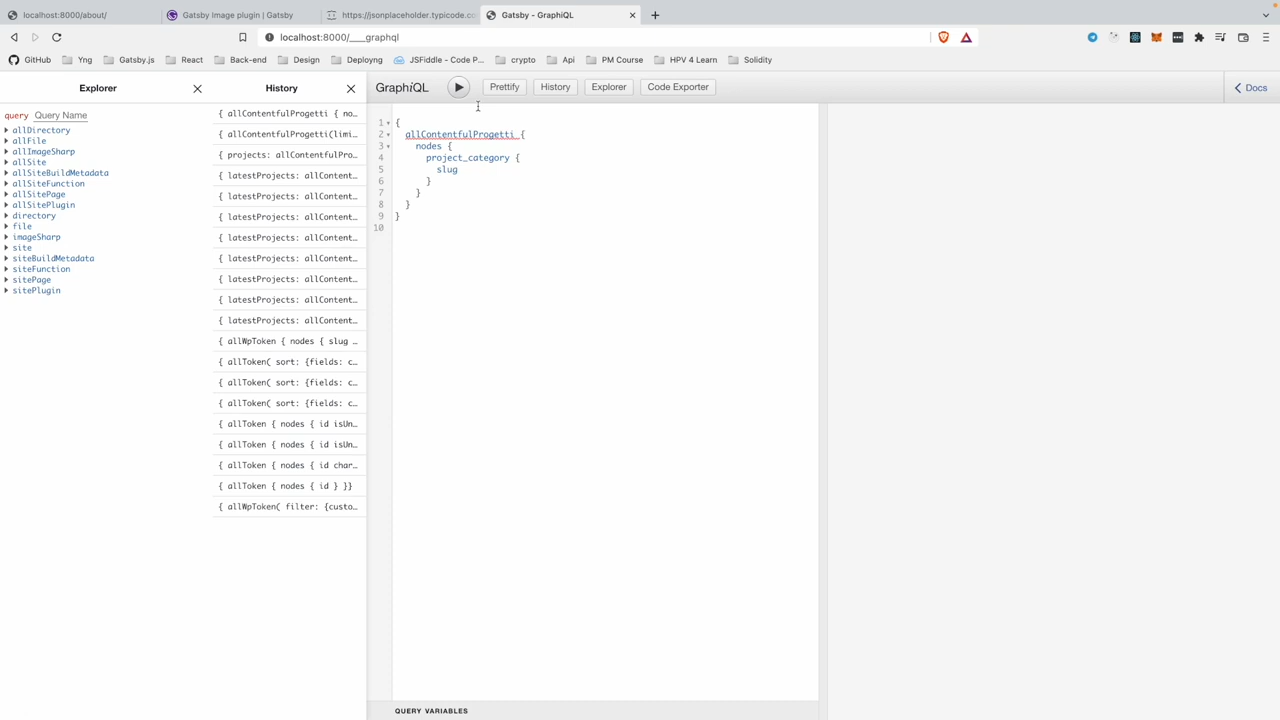 localhost:8000/about/
Gatsby Image plugin | Gatsby
https://jsonplaceholder.typicode.co
Gatsby - GraphiQL
localhost:8000/___graphql
GitHub
Yng
Gatsby.js
React
Back-end
Design
Deployng
JSFiddle - Code P...
crypto
Api
PM Course
HPV 4 Learn
Solidity
Explorer
History
GraphiQL
Prettify
History
Explorer
Code Exporter
Docs
query Query Name
allDirectory
allFile
allImageSharp
allSite
allSiteBuildMetadata
allSiteFunction
allSitePage
allSitePlugin
directory
file
imageSharp
site
siteBuildMetadata
siteFunction
sitePage
sitePlugin
{ allContentfulProgetti { no…
{ allContentfulProgetti(limi…
{ projects: allContentfulPro…
{ latestProjects: allContent…
{ latestProjects: allContent…
{ latestProjects: allContent…
{ latestProjects: allContent…
{ latestProjects: allContent…
{ latestProjects: allContent…
{ latestProjects: allContent…
{ latestProjects: allContent…
{ allWpToken { nodes { slug …
{ allToken( sort: {fields: c…
{ allToken( sort: {fields: c…
{ allToken( sort: {fields: c…
{ allToken { nodes { id isUn…
{ allToken { nodes { id isUn…
{ allToken { nodes { id char…
{ allToken { nodes { id } }}
{ allWpToken( filter: {custo…
1 {
2 allContentfulProgetti {
3 nodes {
4 project_category {
5 slug
6 }
7 }
8 }
9 }
10
QUERY VARIABLES